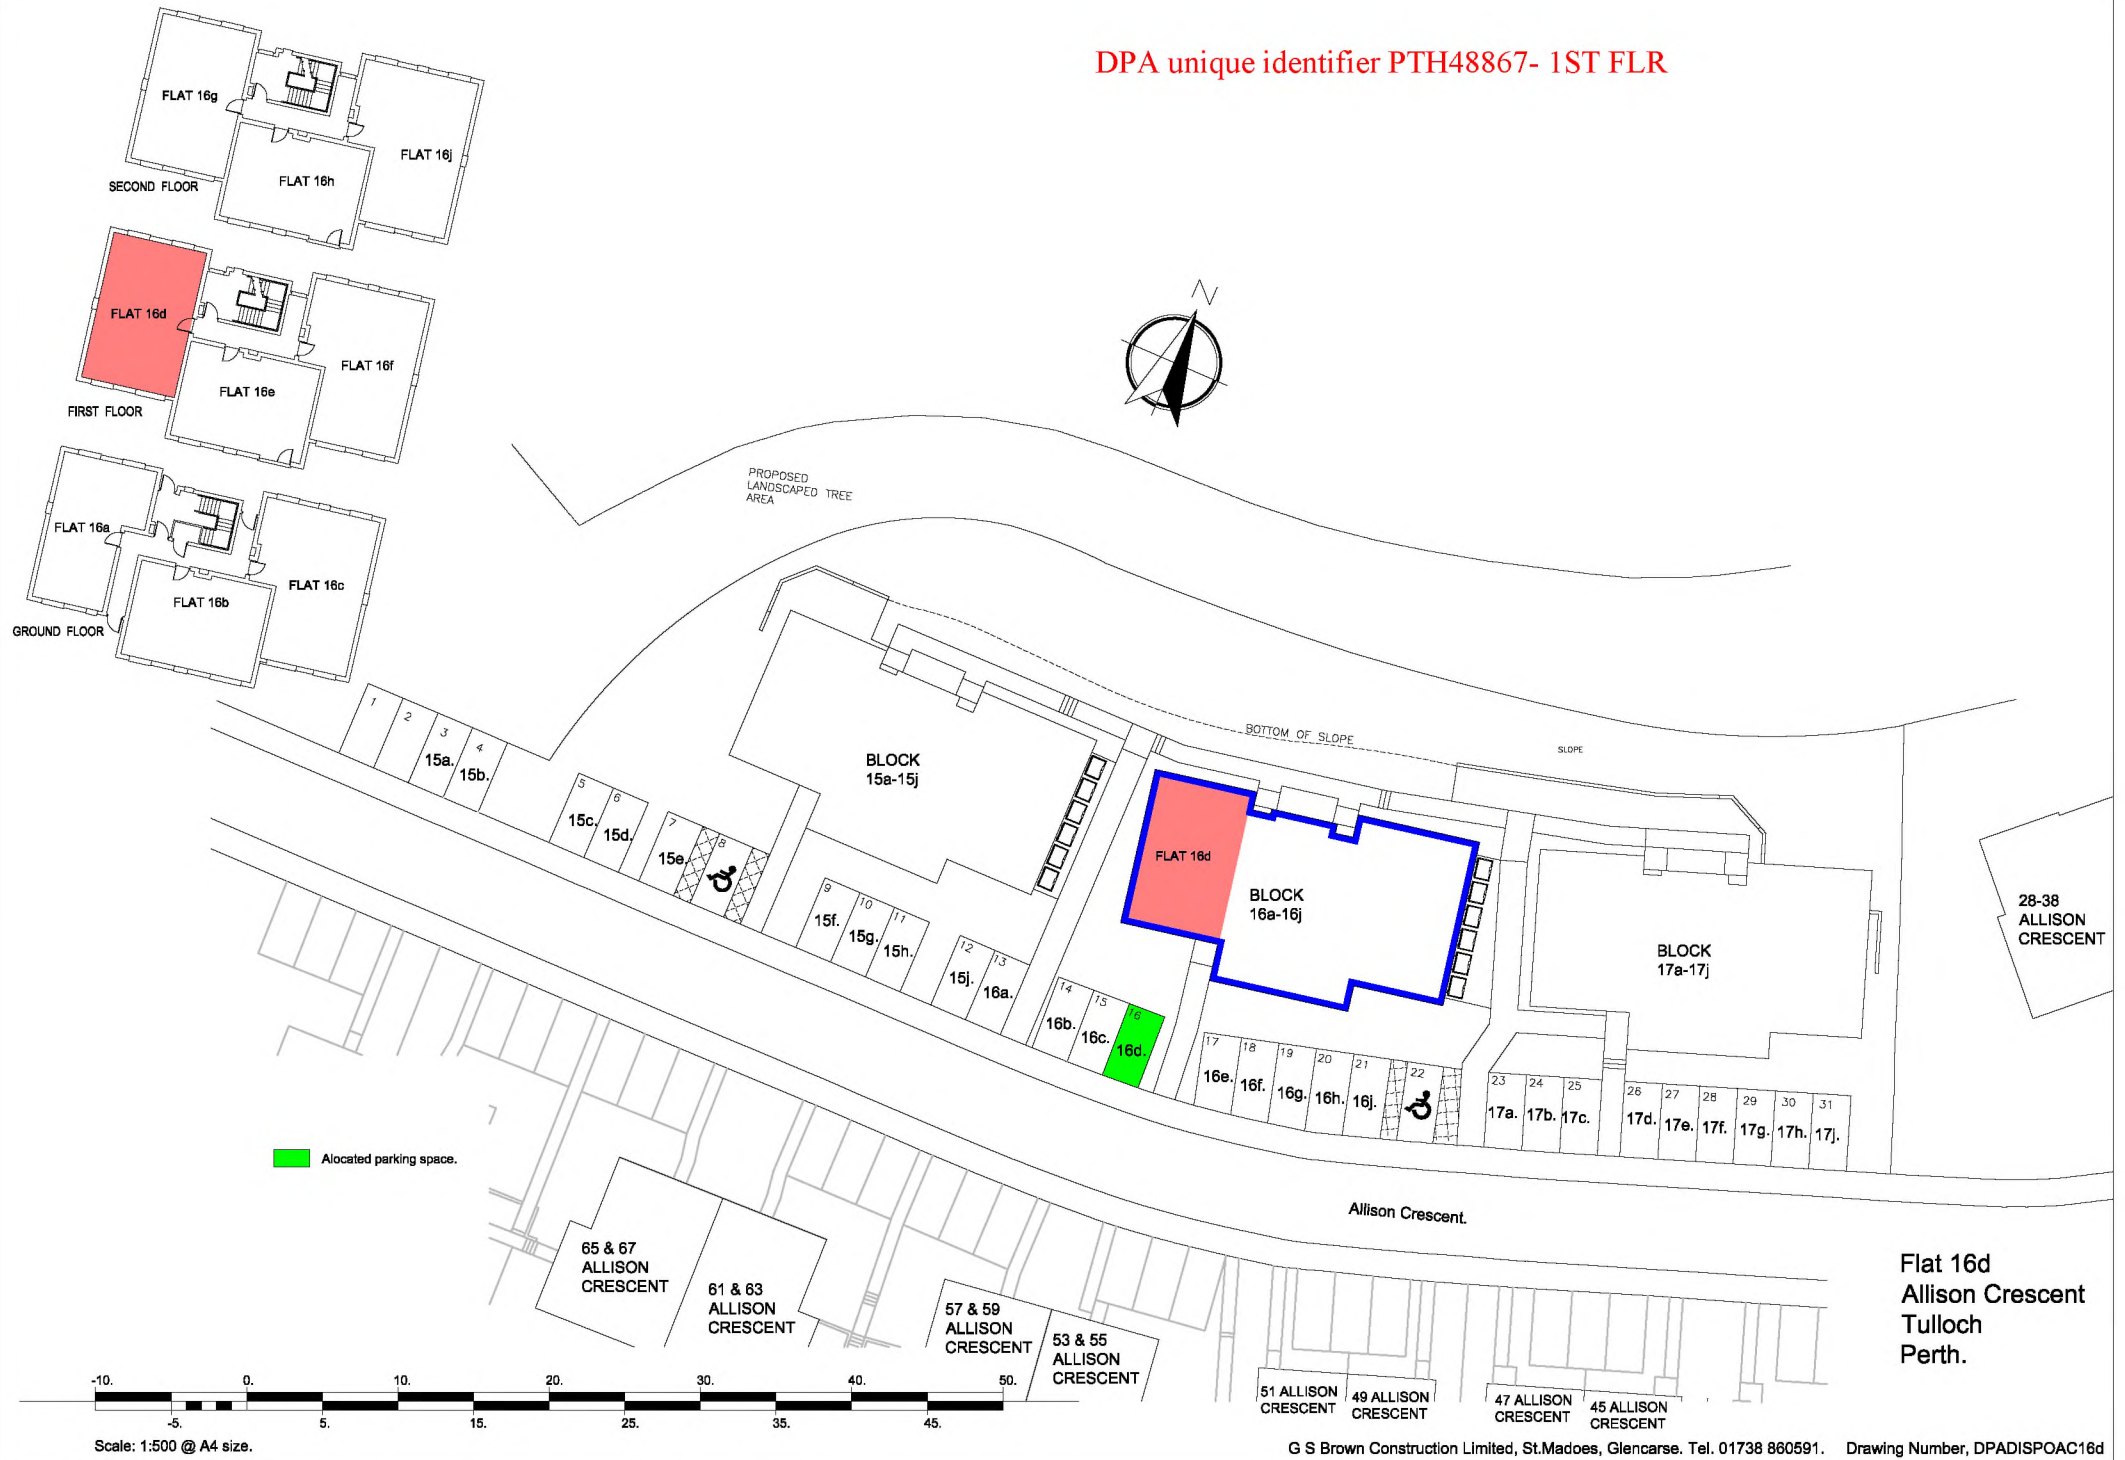 DPA unique identifier PTH48867- 1ST FLR
FLAT 16g
FLAT 16j
FLAT 16h
SECOND FLOOR
FLAT 16d
FLAT 16f
FLAT 16e
FIRST FLOOR
FLAT 16a
FLAT 16c
FLAT 16b
GROUND FLOOR
N
PROPOSED
LANDSCAPED TREE
AREA
BOTTOM OF SLOPE
SLOPE
BLOCK
15a-15j
FLAT 16d
BLOCK
16a-16j
BLOCK
17a-17j
28-38
ALLISON
CRESCENT
1
2
3
15a.
4
15b.
5
15c.
6
15d.
7
15e.
8
9
15f.
10
15g.
11
15h.
12
15j.
13
16a.
14
16b.
15
16c.
16
16d.
17
16e.
18
16f.
19
16g.
20
16h.
21
16j.
22
23
17a.
24
17b.
25
17c.
26
17d.
27
17e.
28
17f.
29
17g.
30
17h.
31
17j.
Alocated parking space.
Allison Crescent.
65 & 67
ALLISON
CRESCENT
61 & 63
ALLISON
CRESCENT
57 & 59
ALLISON
CRESCENT
53 & 55
ALLISON
CRESCENT
51 ALLISON
CRESCENT
49 ALLISON
CRESCENT
47 ALLISON
CRESCENT
45 ALLISON
CRESCENT
Flat 16d
Allison Crescent
Tulloch
Perth.
-10. 0. 10. 20. 30. 40. 50.
-5. 5. 15. 25. 35. 45.
Scale: 1:500 @ A4 size.
G S Brown Construction Limited, St.Madoes, Glencarse. Tel. 01738 860591. Drawing Number, DPADISPOAC16d